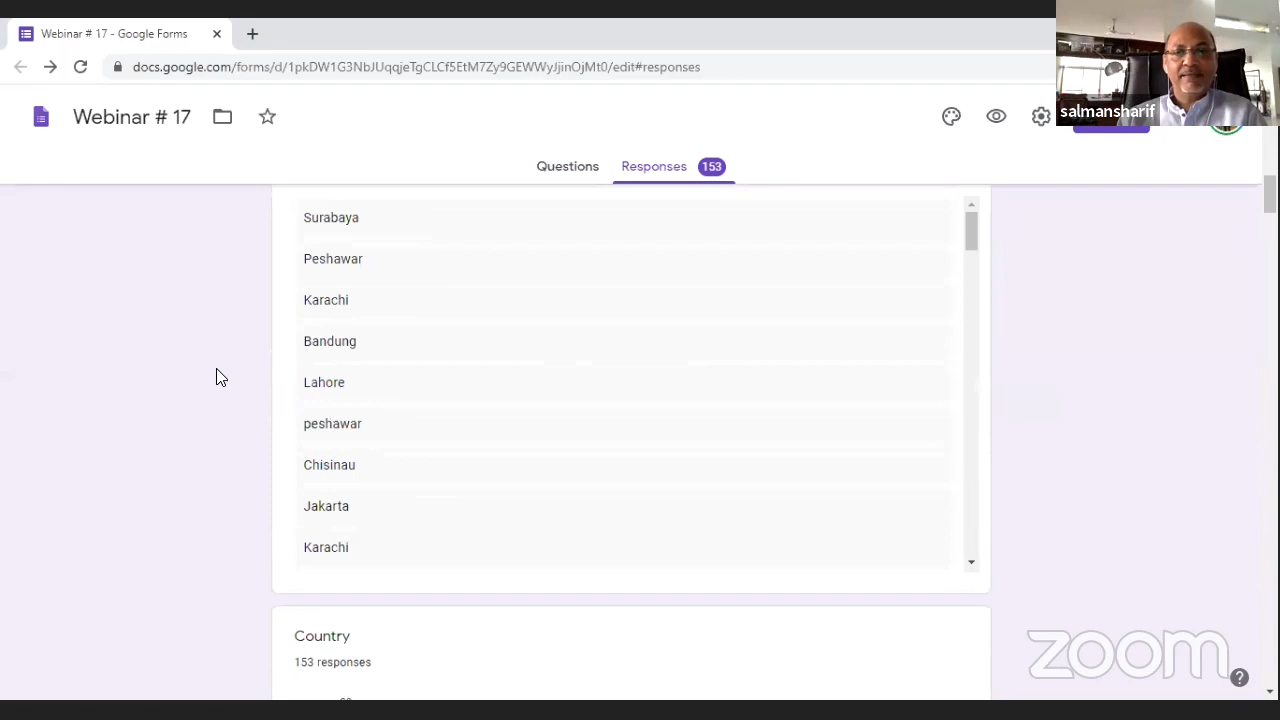 Webinar # 17 - Google Forms
docs.google.com/forms/d/1pkDW1G3NbJUqqjcTgCLCf5EtM7Zy9GEWWyJjinOjMt0/edit#responses
salmansharif
Webinar # 17
Questions Responses 153
Surabaya
Peshawar
Karachi
Bandung
Lahore
peshawar
Chisinau
Jakarta
Karachi
Country
153 responses
zoom